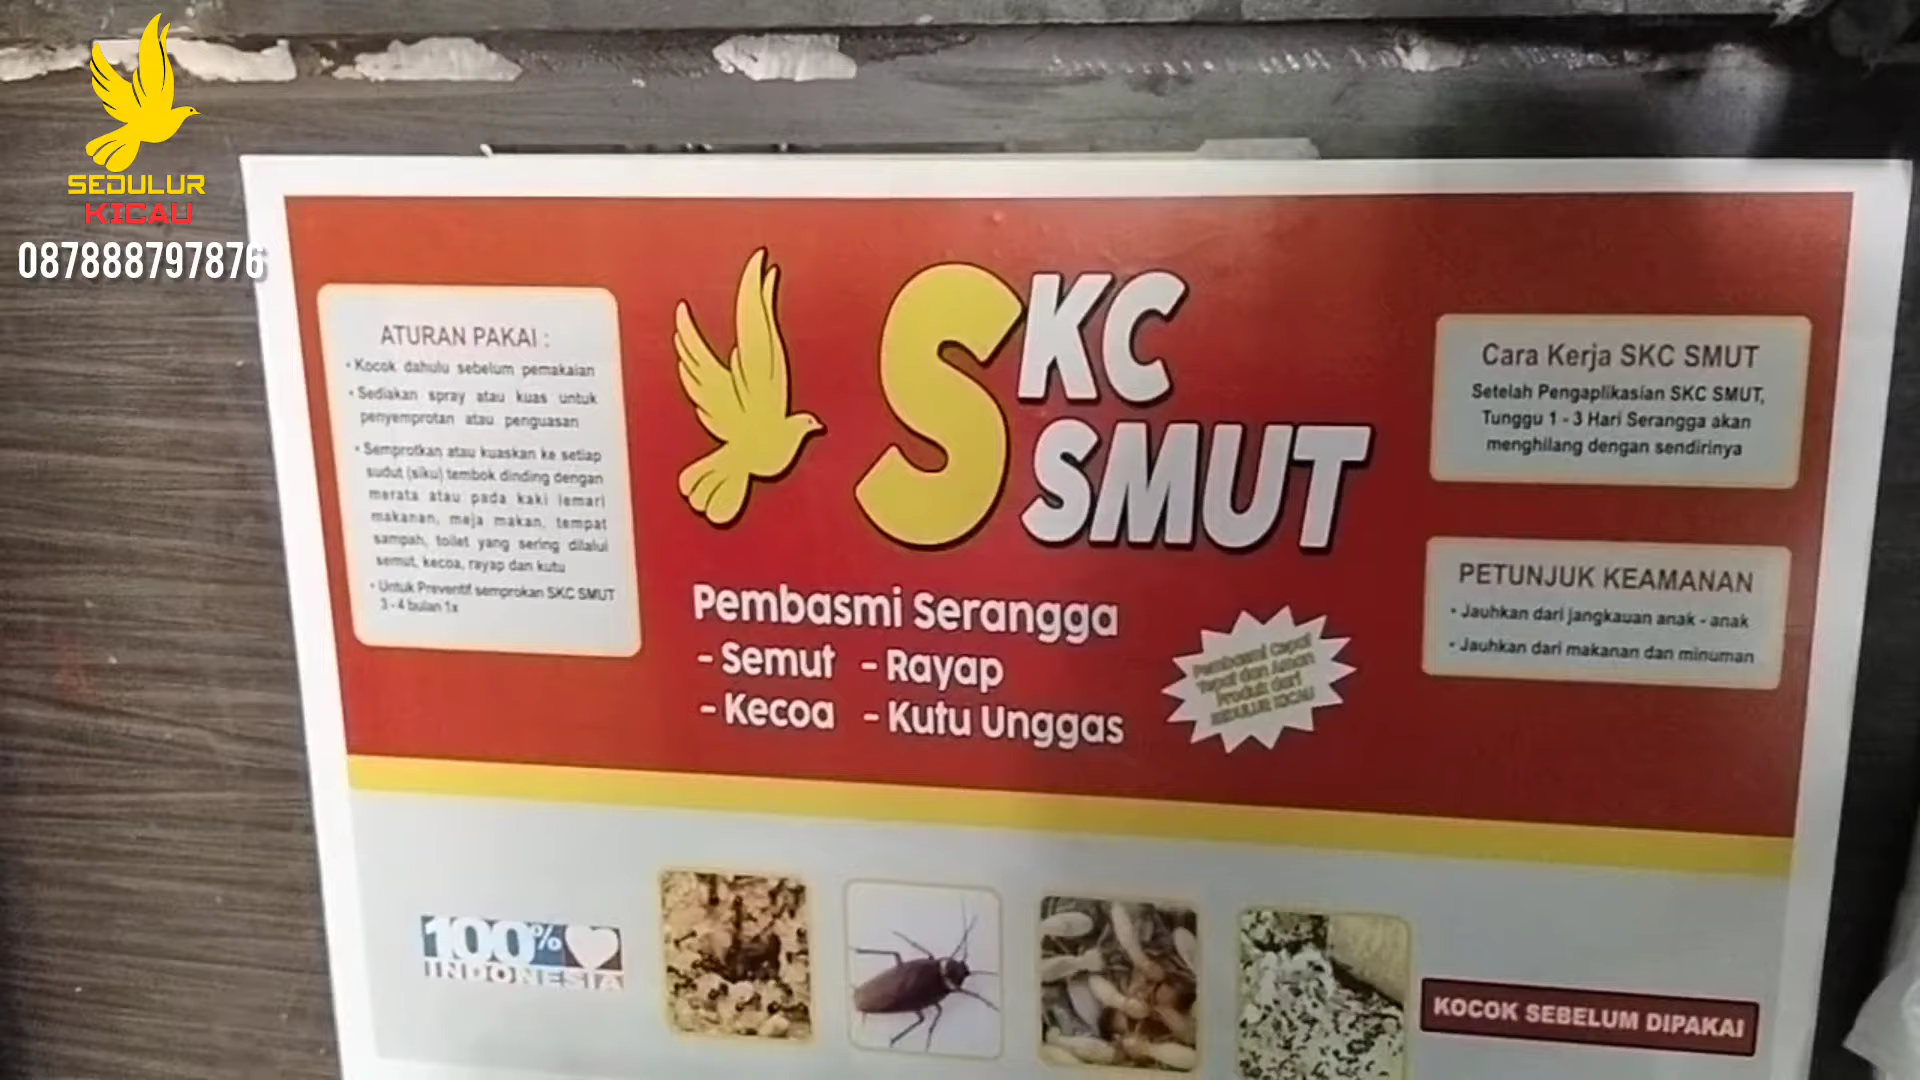 SEDULUR
KICAU
087888797876
ATURAN PAKAI :
• Kocok dahulu sebelum pemakaian
• Sediakan spray atau kuas untuk
penyemprotan atau penguasan
• Semprotkan atau kuaskan ke setiap
sudut (siku) tembok dinding dengan
merata atau pada kaki lemari
makanan, meja makan, tempat
sampah, toilet yang sering dilalui
semut, kecoa, rayap dan kutu
• Untuk Preventif semprokan SKC SMUT
3 - 4 bulan 1x
SKC
SMUT
Pembasmi Serangga
- Semut - Rayap
- Kecoa - Kutu Unggas
Pembasmi Cepat
Tepat dan Aman
Produk dari
SEDULUR KICAU
Cara Kerja SKC SMUT
Setelah Pengaplikasian SKC SMUT,
Tunggu 1 - 3 Hari Serangga akan
menghilang dengan sendirinya
PETUNJUK KEAMANAN
• Jauhkan dari jangkauan anak - anak
• Jauhkan dari makanan dan minuman
100%
INDONESIA
KOCOK SEBELUM DIPAKAI